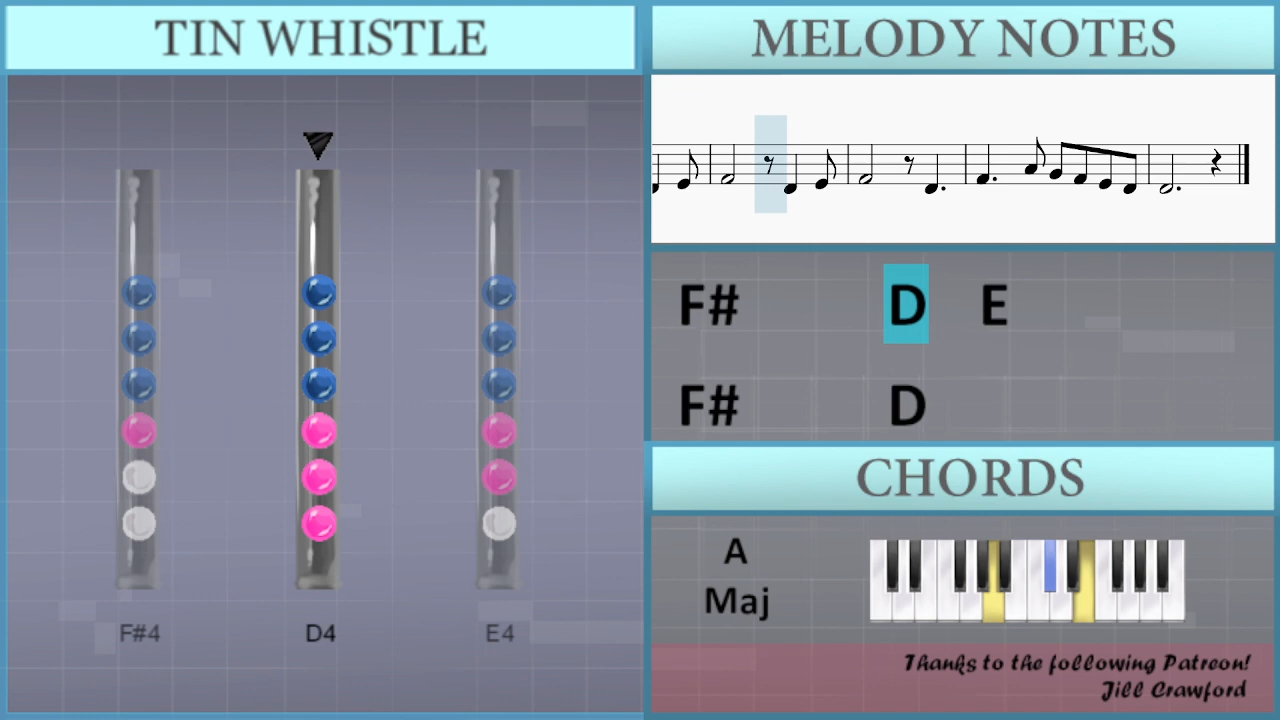 TIN WHISTLE
F#4 D4 E4
MELODY NOTES
F# D E
F# D
CHORDS
A
Maj
Thanks to the following Patreon!
Jill Crawford